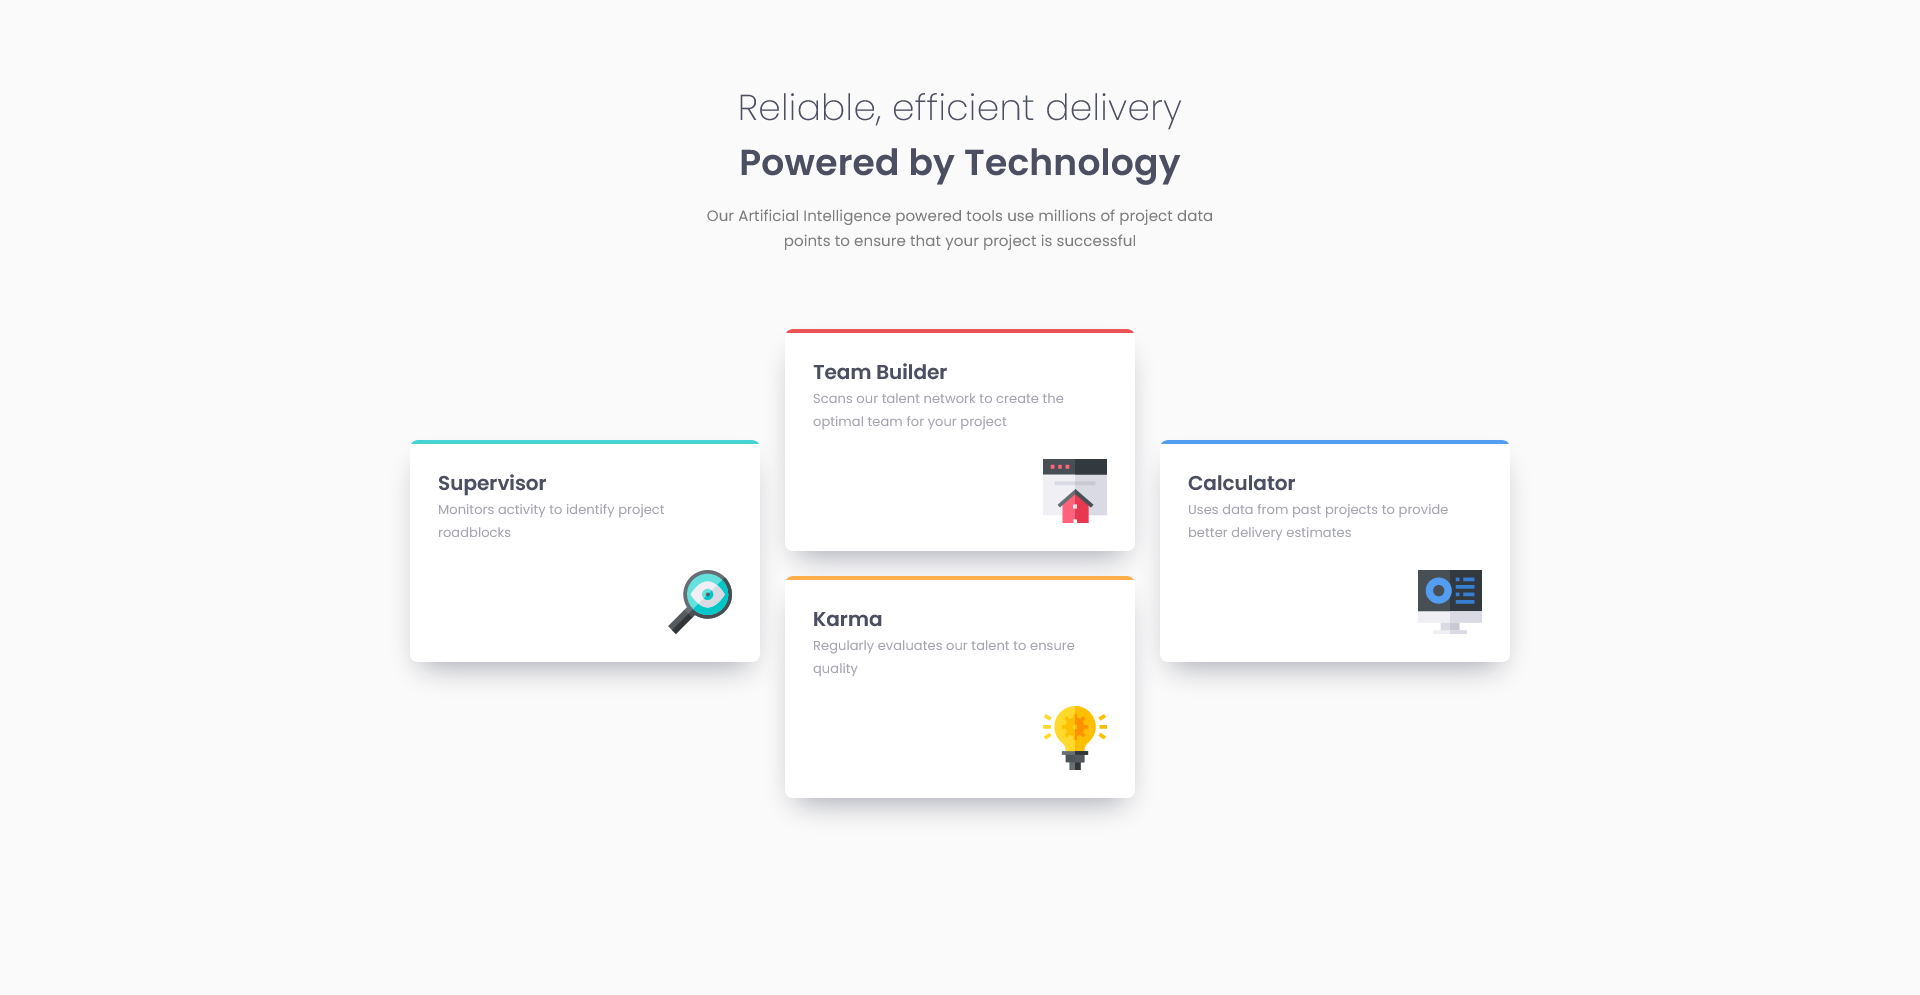 Reliable, efficient delivery
Powered by Technology
Our Artificial Intelligence powered tools use millions of project data
points to ensure that your project is successful
Supervisor
Monitors activity to identify project
roadblocks
Team Builder
Scans our talent network to create the
optimal team for your project
Karma
Regularly evaluates our talent to ensure
quality
Calculator
Uses data from past projects to provide
better delivery estimates